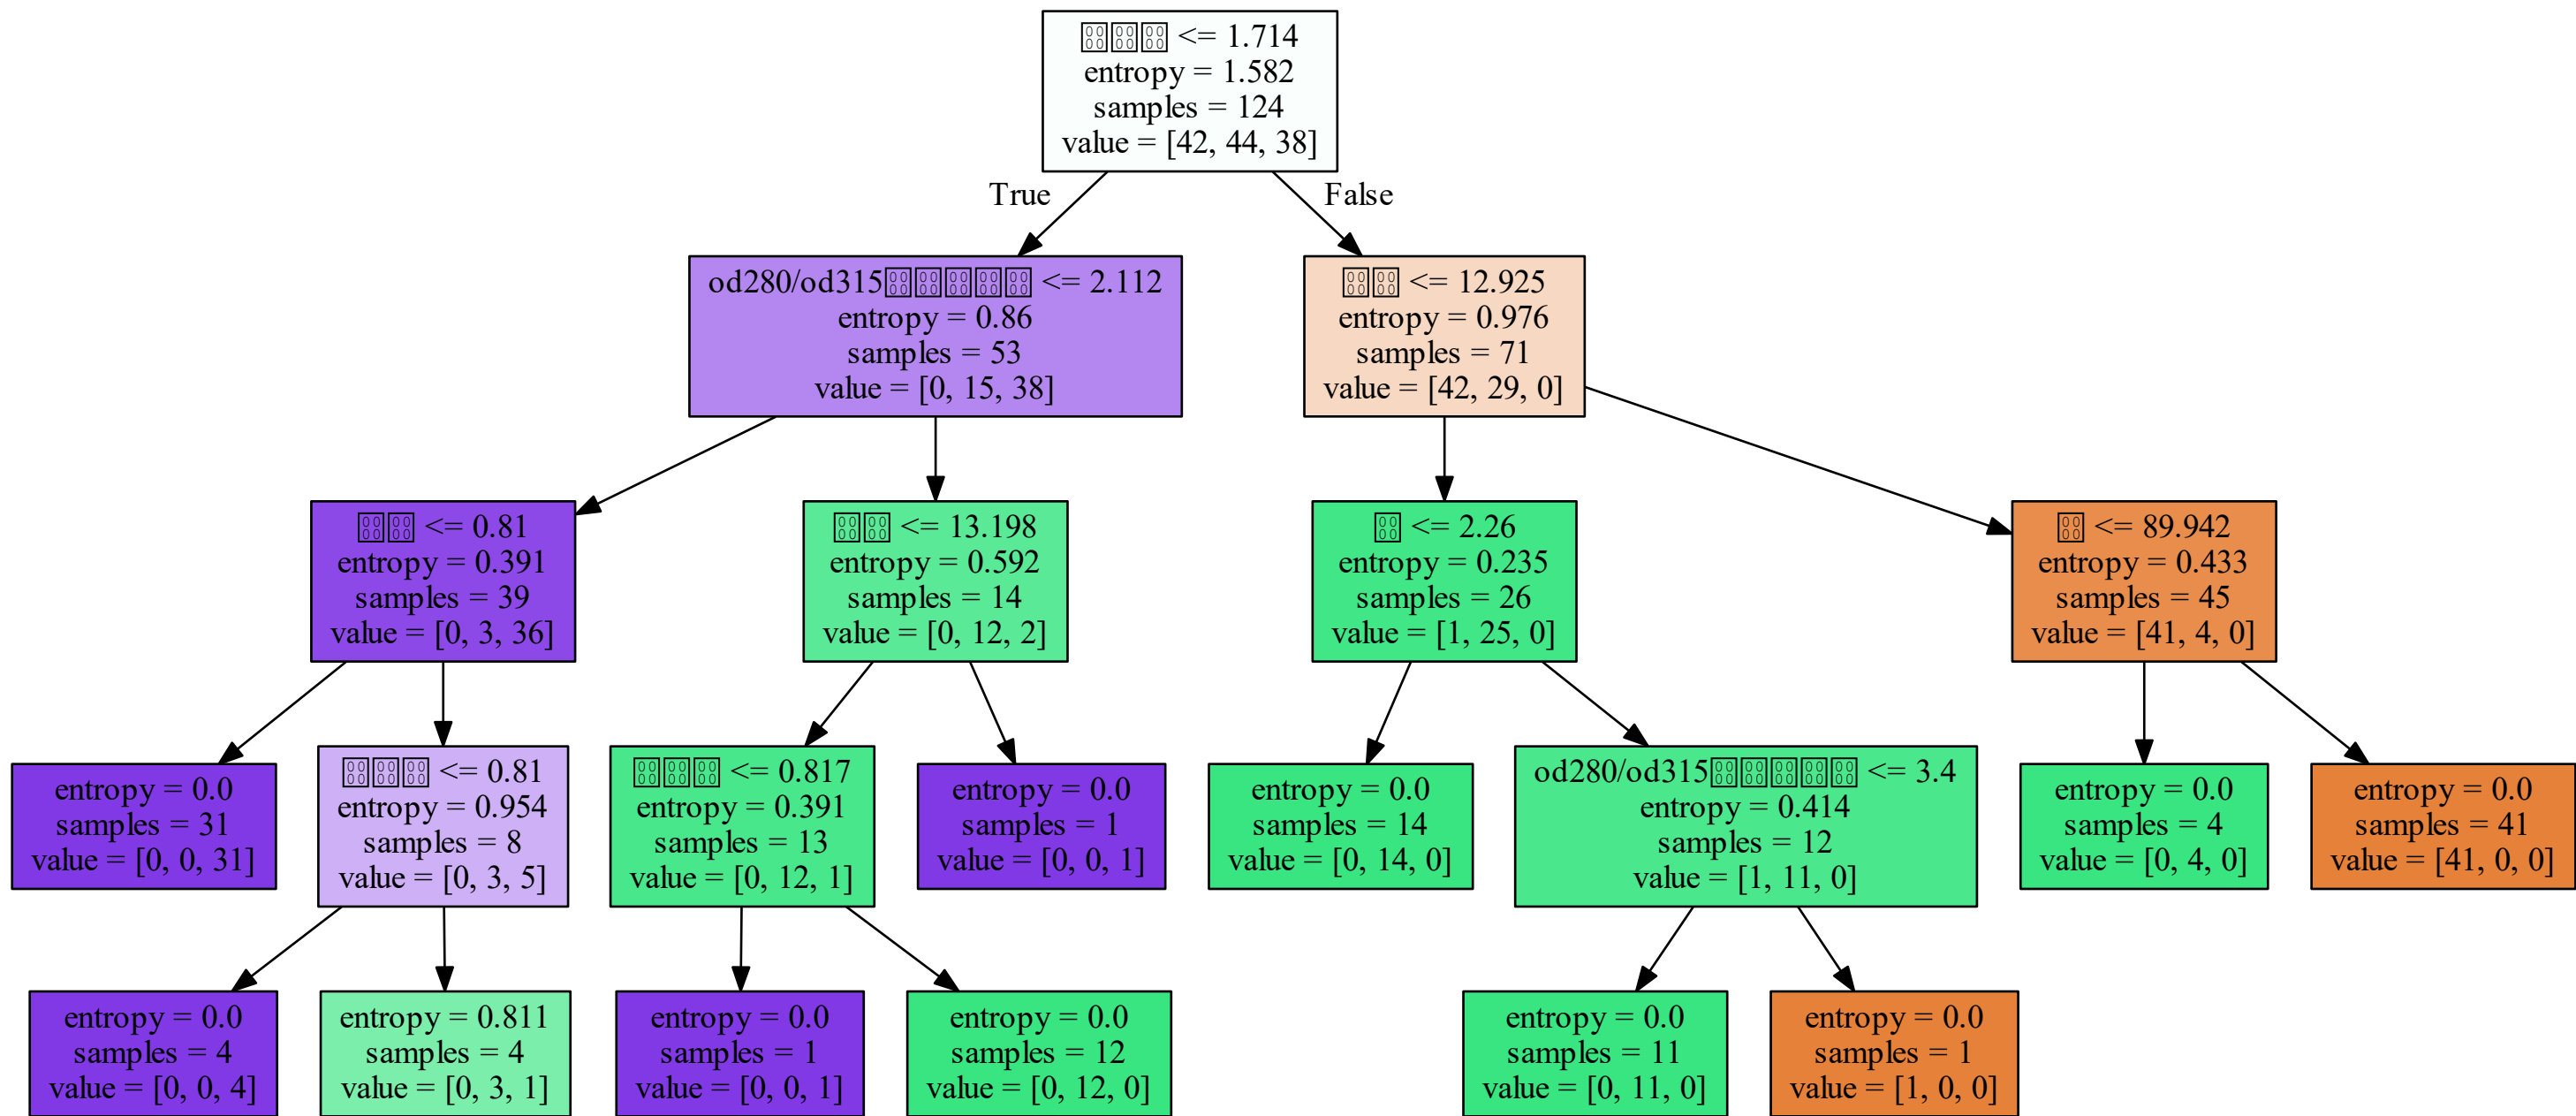 <= 1.714
entropy = 1.582
samples = 124
value = [42, 44, 38]
True
False
od280/od315 <= 2.112
entropy = 0.86
samples = 53
value = [0, 15, 38]
<= 12.925
entropy = 0.976
samples = 71
value = [42, 29, 0]
<= 0.81
entropy = 0.391
samples = 39
value = [0, 3, 36]
<= 13.198
entropy = 0.592
samples = 14
value = [0, 12, 2]
<= 2.26
entropy = 0.235
samples = 26
value = [1, 25, 0]
<= 89.942
entropy = 0.433
samples = 45
value = [41, 4, 0]
entropy = 0.0
samples = 31
value = [0, 0, 31]
<= 0.81
entropy = 0.954
samples = 8
value = [0, 3, 5]
<= 0.817
entropy = 0.391
samples = 13
value = [0, 12, 1]
entropy = 0.0
samples = 1
value = [0, 0, 1]
entropy = 0.0
samples = 14
value = [0, 14, 0]
od280/od315 <= 3.4
entropy = 0.414
samples = 12
value = [1, 11, 0]
entropy = 0.0
samples = 4
value = [0, 4, 0]
entropy = 0.0
samples = 41
value = [41, 0, 0]
entropy = 0.0
samples = 4
value = [0, 0, 4]
entropy = 0.811
samples = 4
value = [0, 3, 1]
entropy = 0.0
samples = 1
value = [0, 0, 1]
entropy = 0.0
samples = 12
value = [0, 12, 0]
entropy = 0.0
samples = 11
value = [0, 11, 0]
entropy = 0.0
samples = 1
value = [1, 0, 0]